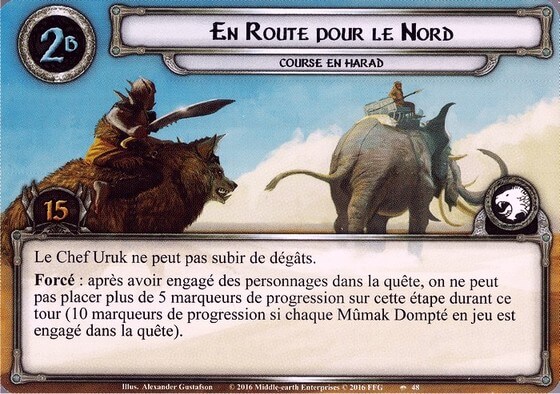 2B
EN ROUTE POUR LE NORD
COURSE EN HARAD
15
Le Chef Uruk ne peut pas subir de dégâts.
Forcé : après avoir engagé des personnages dans la quête, on ne peut
pas placer plus de 5 marqueurs de progression sur cette étape durant ce
tour (10 marqueurs de progression si chaque Mûmak Dompté en jeu est
engagé dans la quête).
Illus. Alexander Gustafson © 2016 Middle-earth Enterprises © 2016 FFG 48